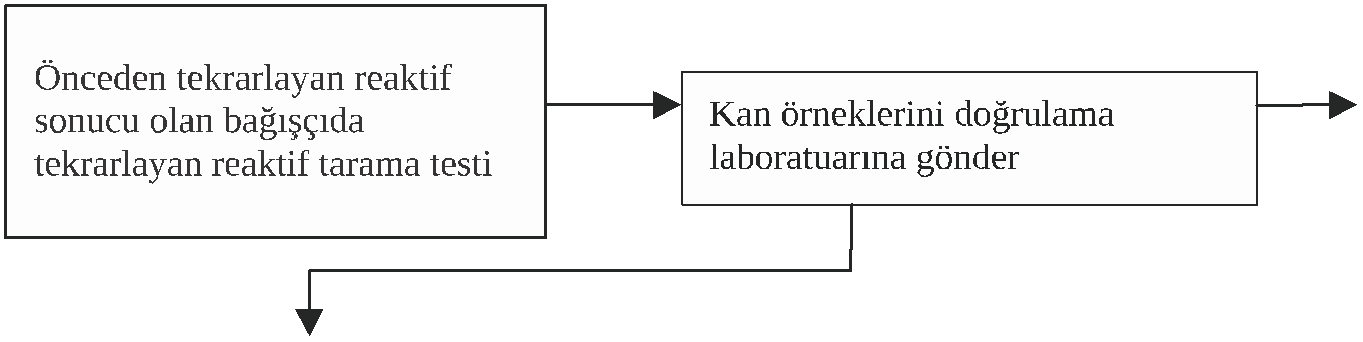 Önceden tekrarlayan reaktif
sonucu olan bağışçıda
tekrarlayan reaktif tarama testi
Kan örneklerini doğrulama
laboratuarına gönder